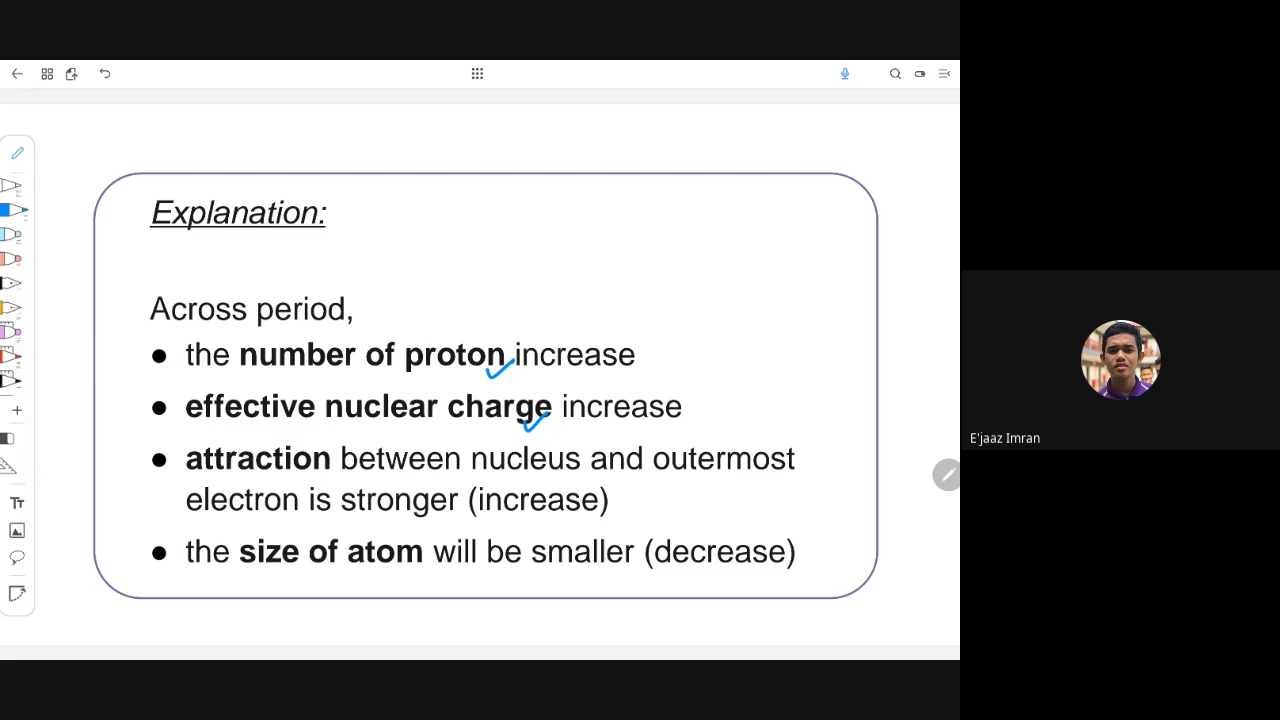 Explanation:
Across period,
● the number of proton increase
● effective nuclear charge increase
● attraction between nucleus and outermost
electron is stronger (increase)
● the size of atom will be smaller (decrease)
E'jaaz Imran
Tт